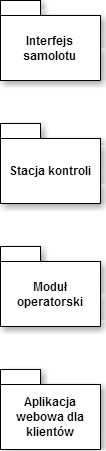 Interfejs
samolotu
Stacja kontroli
Moduł
operatorski
Aplikacja
webowa dla
klientów